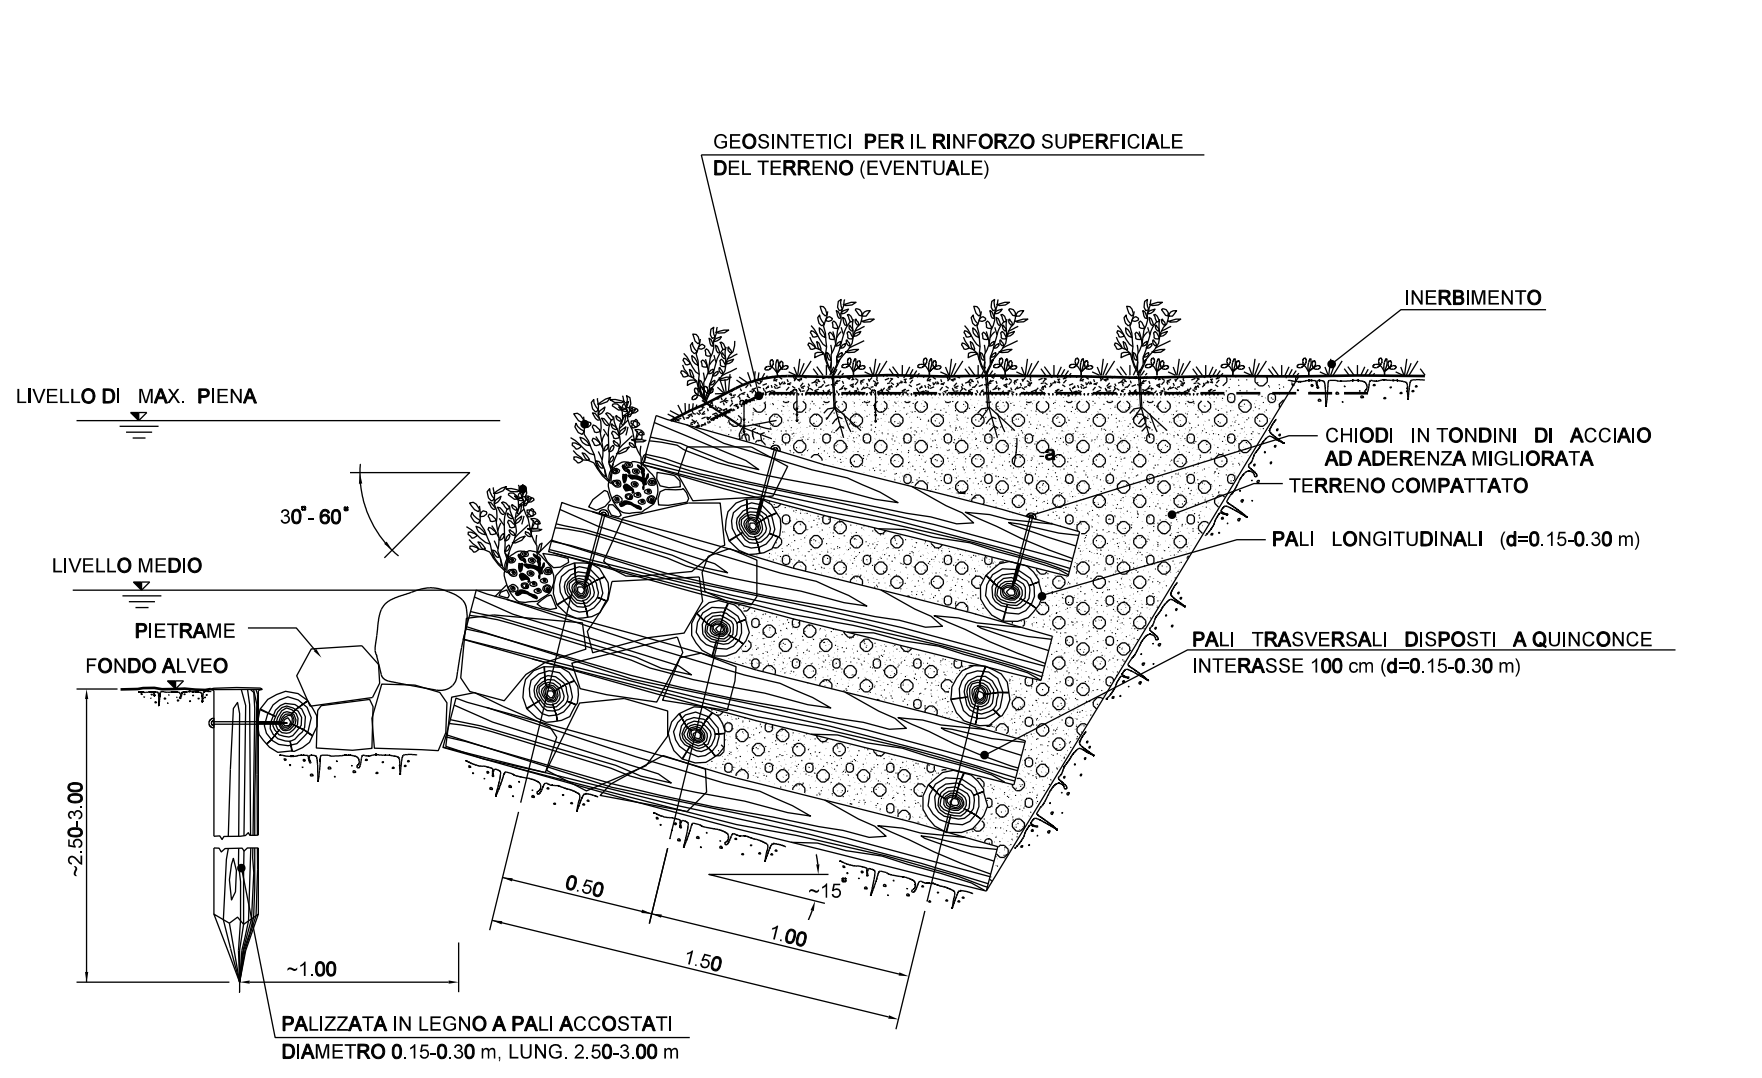 GEOSINTETICI PER IL RINFORZO SUPERFICIALE
DEL TERRENO (EVENTUALE)
INERBIMENTO
LIVELLO DI MAX. PIENA
CHIODI IN TONDINI DI ACCIAIO
AD ADERENZA MIGLIORATA
a
TERRENO COMPATTATO
30°-60°
PALI LONGITUDINALI (d=0.15-0.30 m)
LIVELLO MEDIO
PIETRAME
PALI TRASVERSALI DISPOSTI A QUINCONCE
INTERASSE 100 cm (d=0.15-0.30 m)
FONDO ALVEO
~2.50-3.00
0.50
~15°
1.00
1.50
~1.00
PALIZZATA IN LEGNO A PALI ACCOSTATI
DIAMETRO 0.15-0.30 m, LUNG. 2.50-3.00 m